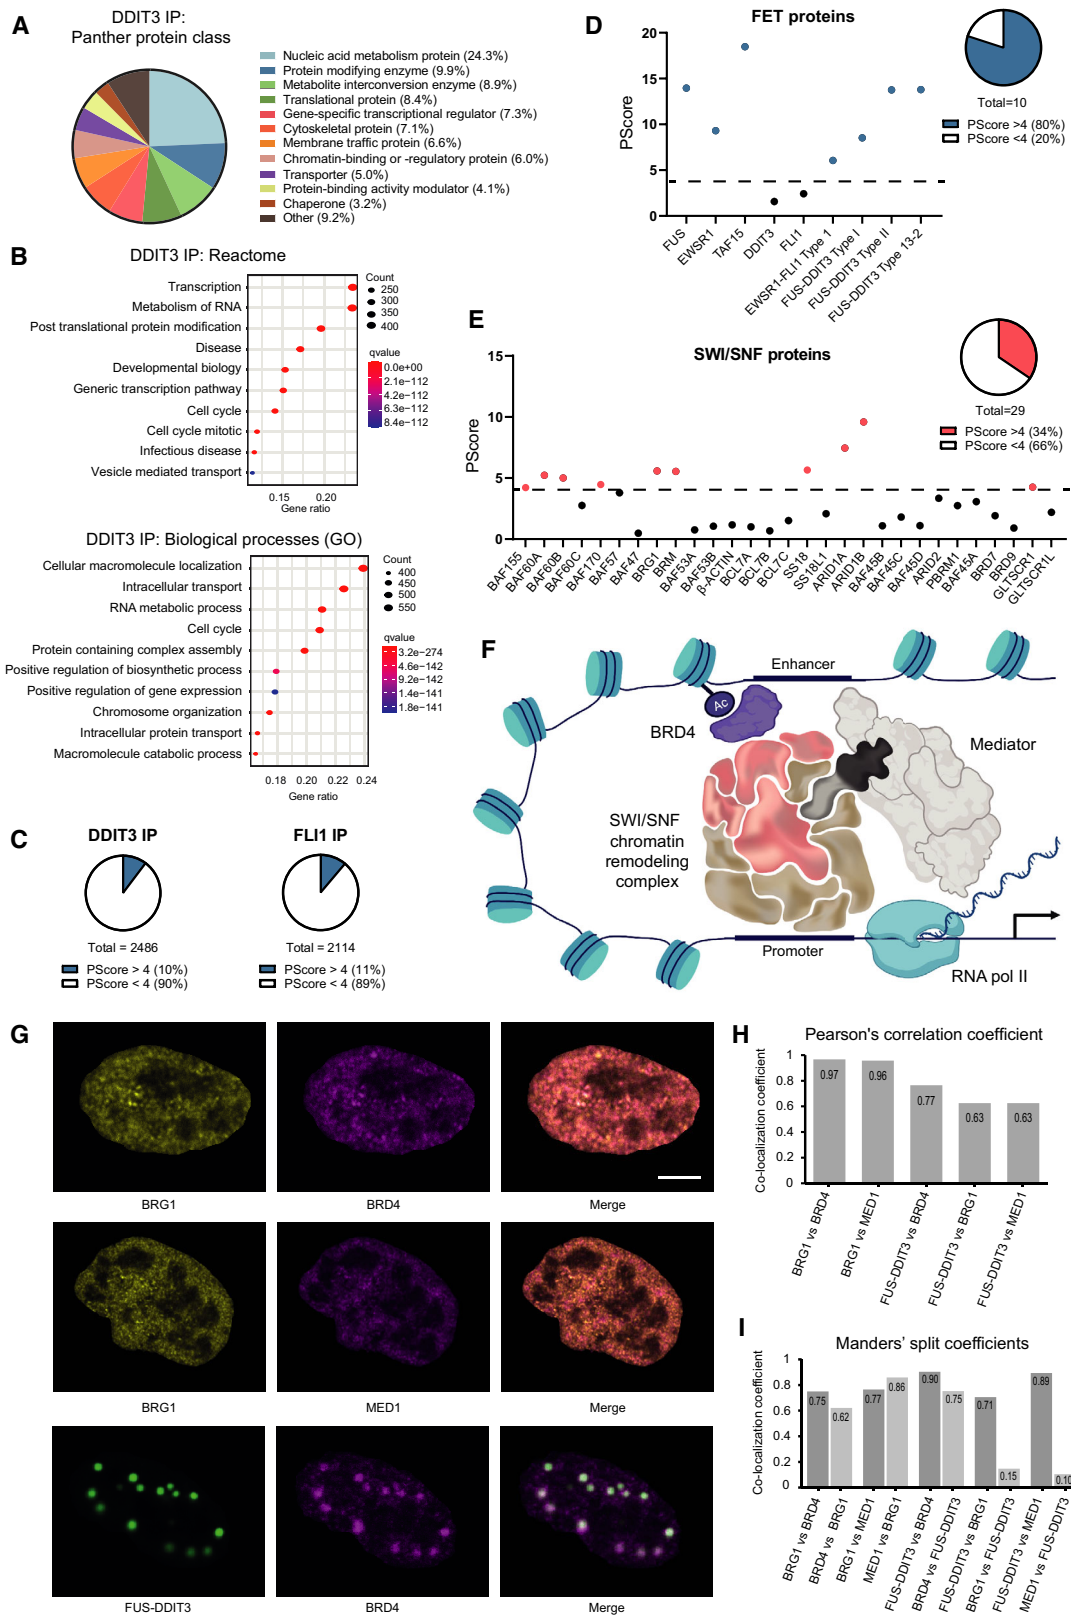 A
DDIT3 IP:
Panther protein class
Nucleic acid metabolism protein (24.3%)
Protein modifying enzyme (9.9%)
Metabolite interconversion enzyme (8.9%)
Translational protein (8.4%)
Gene-specific transcriptional regulator (7.3%)
Cytoskeletal protein (7.1%)
Membrane traffic protein (6.6%)
Chromatin-binding or -regulatory protein (6.0%)
Transporter (5.0%)
Protein-binding activity modulator (4.1%)
Chaperone (3.2%)
Other (9.2%)
B
DDIT3 IP: Reactome
Transcription
Metabolism of RNA
Post translational protein modification
Disease
Developmental biology
Generic transcription pathway
Cell cycle
Cell cycle mitotic
Infectious disease
Vesicle mediated transport
0.15 0.20
Gene ratio
Count
250
300
350
400
qvalue
0.0e+00
2.1e−112
4.2e−112
6.3e−112
8.4e−112
DDIT3 IP: Biological processes (GO)
Cellular macromolecule localization
Intracellular transport
RNA metabolic process
Cell cycle
Protein containing complex assembly
Positive regulation of biosynthetic process
Positive regulation of gene expression
Chromosome organization
Intracellular protein transport
Macromolecule catabolic process
0.18 0.20 0.22 0.24
Gene ratio
Count
400
450
500
550
qvalue
3.2e−274
4.6e−142
9.2e−142
1.4e−141
1.8e−141
C
DDIT3 IP
Total = 2486
PScore > 4 (10%)
PScore < 4 (90%)
FLI1 IP
Total = 2114
PScore > 4 (11%)
PScore < 4 (89%)
D
FET proteins
PScore
20
15
10
5
0
FUS
EWSR1
TAF15
DDIT3
FLI1
EWSR1-FLI1 Type 1
FUS-DDIT3 Type I
FUS-DDIT3 Type II
FUS-DDIT3 Type 13-2
Total=10
PScore >4 (80%)
PScore <4 (20%)
E
SWI/SNF proteins
PScore
15
10
5
0
BAF155
BAF60A
BAF60B
BAF60C
BAF170
BAF57
BAF47
BRG1
BRM
BAF53A
BAF53B
β-ACTIN
BCL7A
BCL7B
BCL7C
SS18
SS18L1
ARID1A
ARID1B
BAF45B
BAF45C
BAF45D
ARID2
PBRM1
BAF45A
BRD7
BRD9
GLTSCR1
GLTSCR1L
Total=29
PScore >4 (34%)
PScore <4 (66%)
F
Enhancer
Ac
BRD4
Mediator
SWI/SNF
chromatin
remodeling
complex
Promoter
RNA pol II
G
BRG1 BRD4 Merge
BRG1 MED1 Merge
FUS-DDIT3 BRD4 Merge
H
Pearson's correlation coefficient
Co-localization coefficient
1
0.8
0.6
0.4
0.2
0
0.97
0.96
0.77
0.63
0.63
BRG1 vs BRD4
BRG1 vs MED1
FUS-DDIT3 vs BRD4
FUS-DDIT3 vs BRG1
FUS-DDIT3 vs MED1
I
Manders' split coefficients
Co-localization coefficient
1
0.8
0.6
0.4
0.2
0
0.75
0.62
0.77
0.86
0.90
0.75
0.71
0.15
0.89
0.10
BRG1 vs BRD4
BRD4 vs BRG1
BRG1 vs MED1
MED1 vs BRG1
FUS-DDIT3 vs BRD4
BRD4 vs FUS-DDIT3
FUS-DDIT3 vs BRG1
BRG1 vs FUS-DDIT3
FUS-DDIT3 vs MED1
MED1 vs FUS-DDIT3